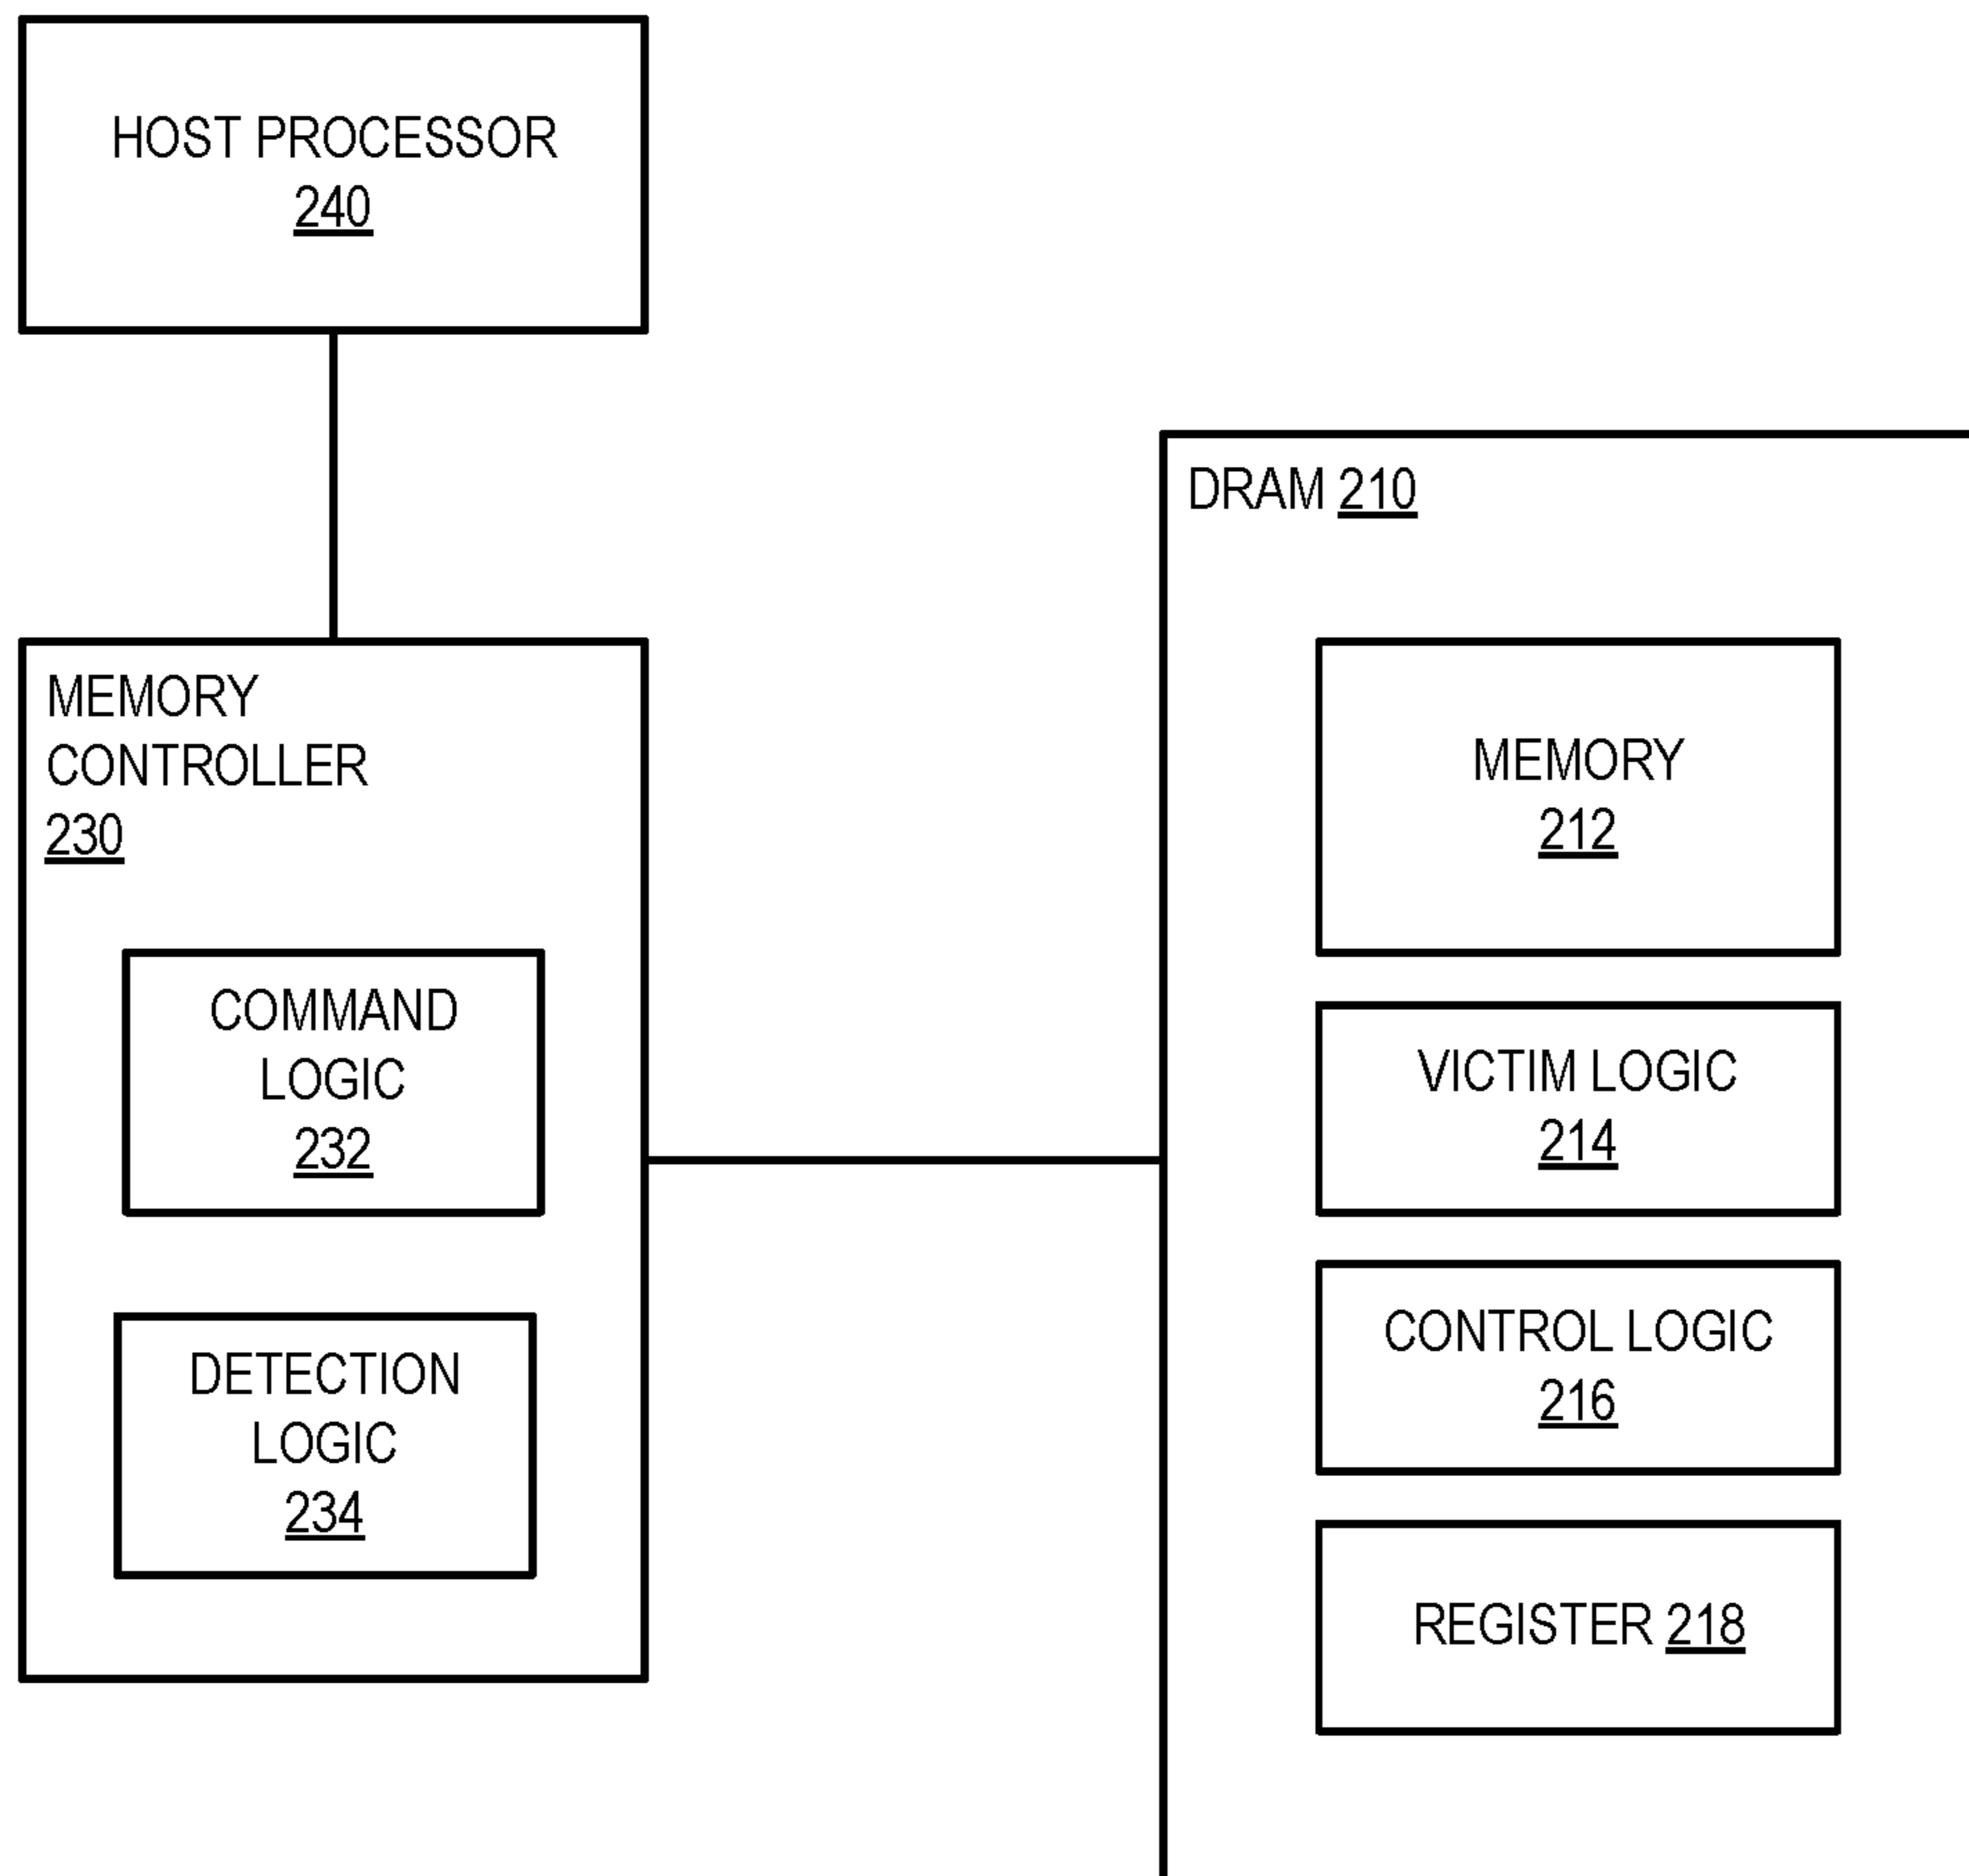 HOST PROCESSOR
240
MEMORY
CONTROLLER
230
COMMAND
LOGIC
232
DETECTION
LOGIC
234
DRAM 210
MEMORY
212
VICTIM LOGIC
214
CONTROL LOGIC
216
REGISTER 218